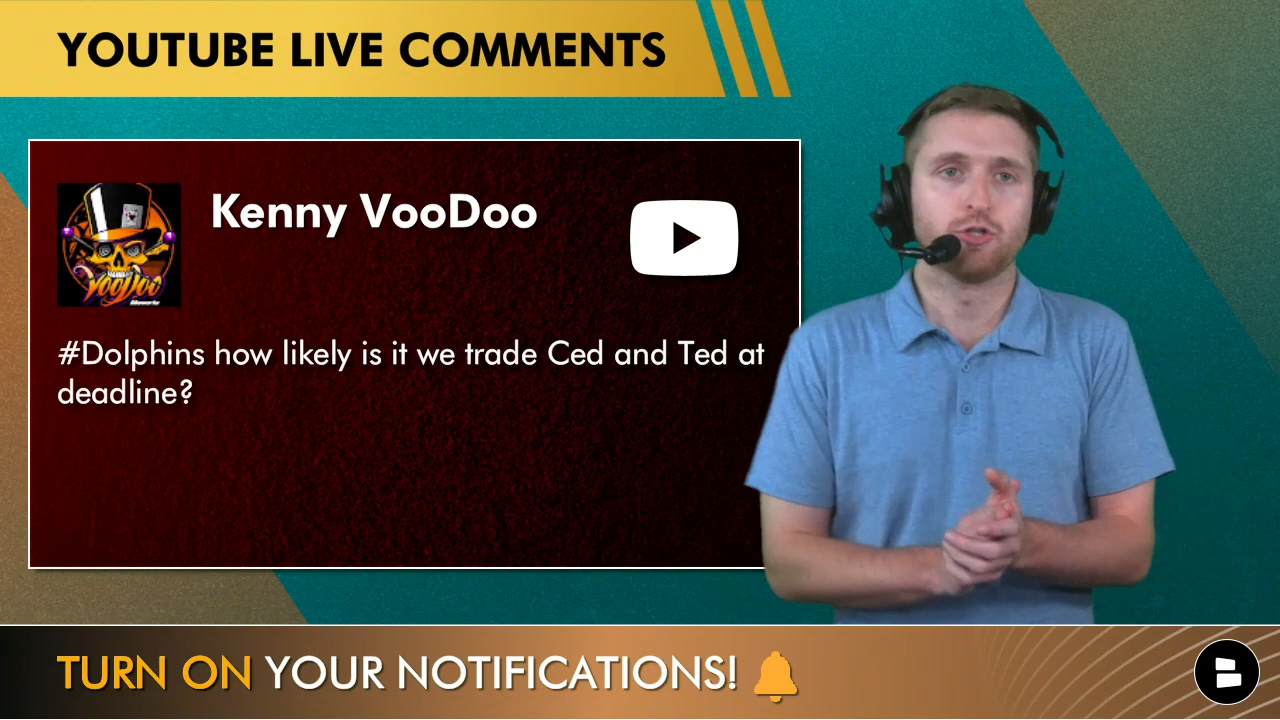 YOUTUBE LIVE COMMENTS
Kenny VooDoo
VOODOO
#Dolphins how likely is it we trade Ced and Ted at
deadline?
TURN ON YOUR NOTIFICATIONS!